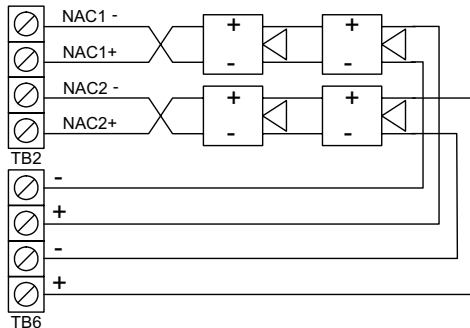 NAC1 -
+ +
NAC1+
- -
NAC2 -
+ +
NAC2+
- -
TB2
-
+
-
+
TB6